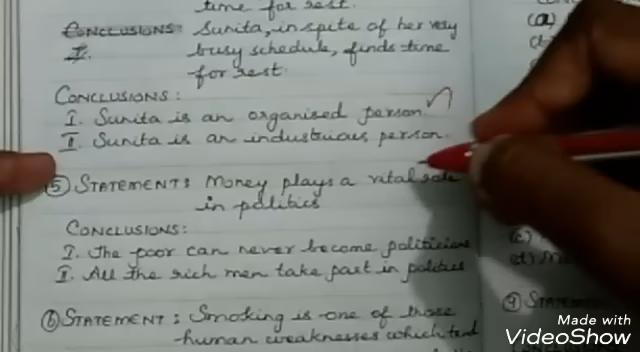 time for rest.
CONCLUSIONS: Sunita, in spite of her very
I. busy schedule, finds time
for rest.
CONCLUSIONS:
I. Sunita is an organised person.
II. Sunita is an industrious person.
⑤ STATEMENT: Money plays a vital role
in politics
CONCLUSIONS:
I. The poor can never become politicians
I. All the rich men take part in politics
⑥ STATEMENT: Smoking is one of those
human weaknesses which tend
(a)
(b)
(c)
(d)
④ STATEM
Made with
VideoShow